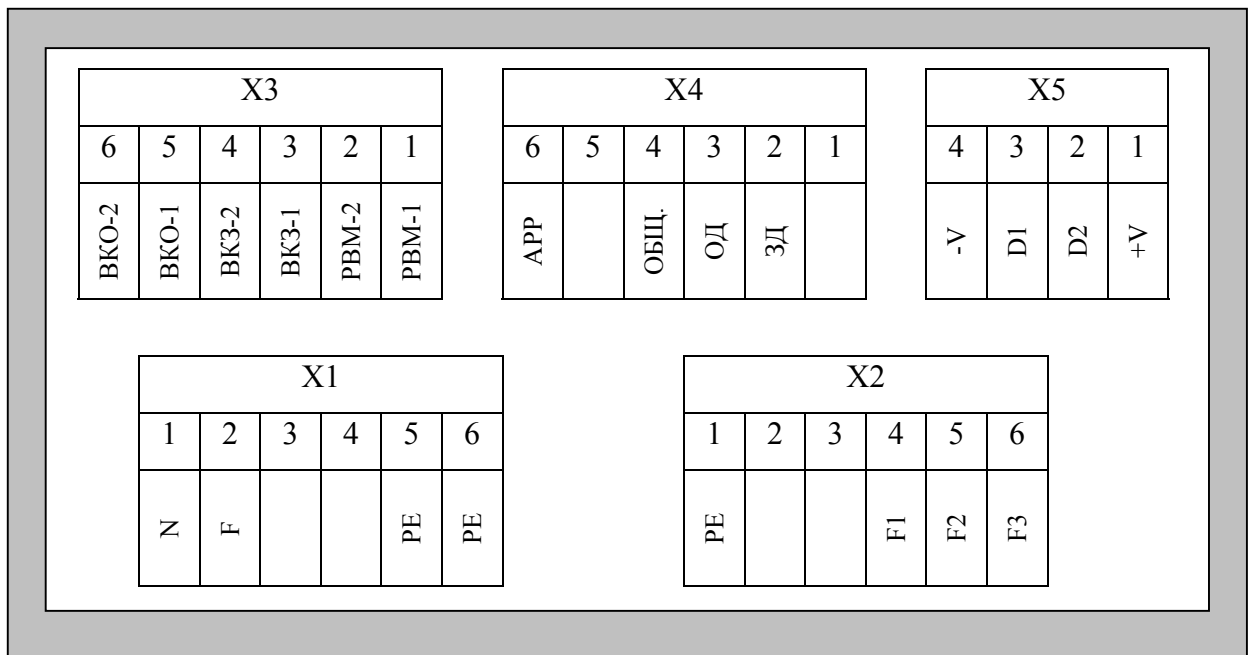 X3 X4 X5
6 5 4 3 2 1 6 5 4 3 2 1 4 3 2 1
ВКО-2 ВКО-1 ВКЗ-2 ВКЗ-1 РВМ-2 РВМ-1 АРР ОБЩ. ОД ЗД -V D1 D2 +V
X1 X2
1 2 3 4 5 6 1 2 3 4 5 6
N F PE PE PE F1 F2 F3